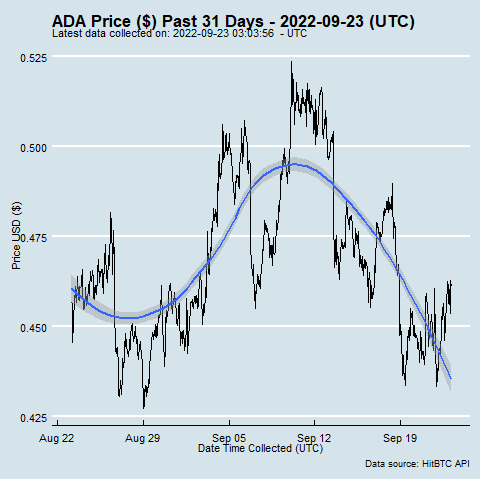 ADA Price ($) Past 31 Days - 2022-09-23 (UTC)
Latest data collected on: 2022-09-23 03:03:56 - UTC
Price USD ($)
0.525
0.500
0.475
0.450
0.425
Aug 22 Aug 29 Sep 05 Sep 12 Sep 19
Date Time Collected (UTC)
Data source: HitBTC API